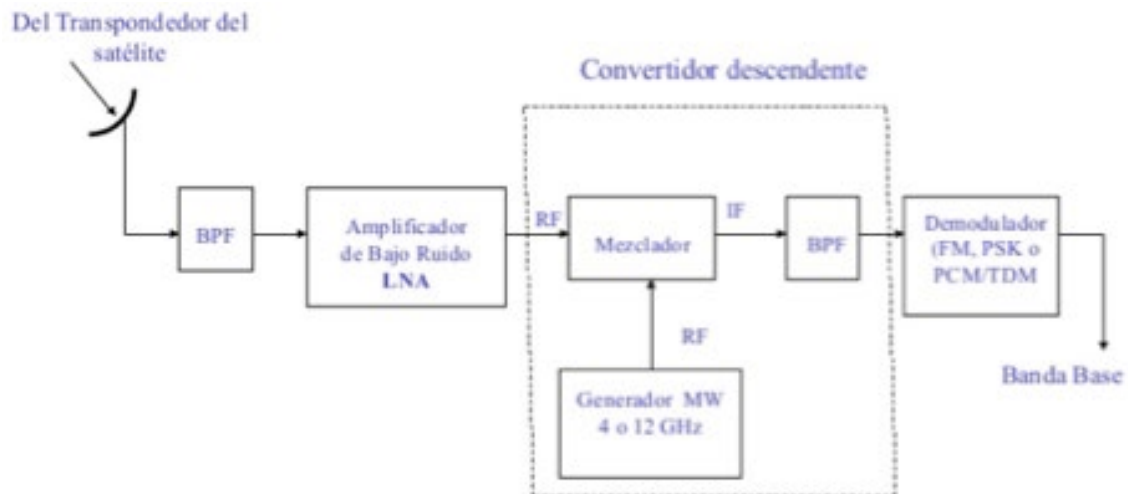 Del Transpondedor del
satélite
Convertidor descendente
BPF
Amplificador
de Bajo Ruido
LNA
RF
Mezclador
IF
BPF
Demodulador
(FM, PSK o
PCM/TDM
RF
Generador MW
4 o 12 GHz
Banda Base